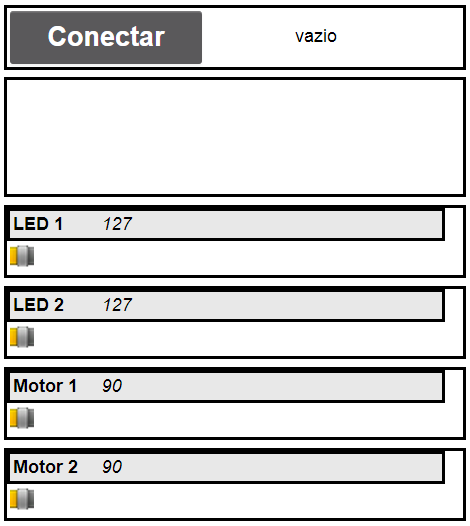 Conectar vazio
LED 1 127
LED 2 127
Motor 1 90
Motor 2 90